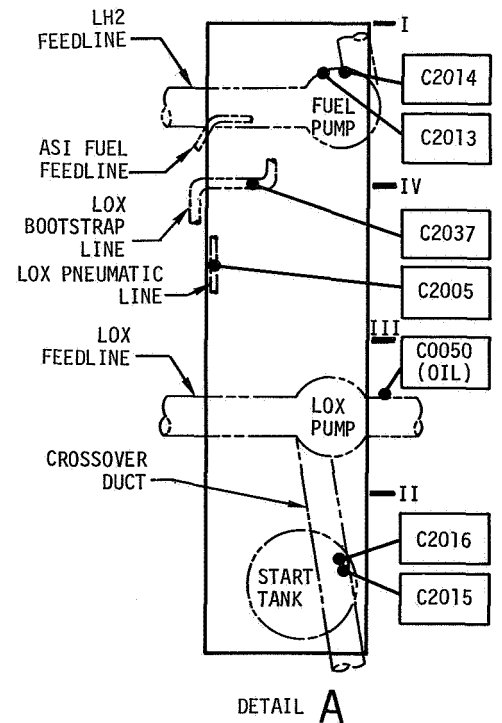 LH2
FEEDLINE
I
C2014
FUEL
PUMP
C2013
ASI FUEL
FEEDLINE
IV
LOX
BOOTSTRAP
LINE
C2037
LOX PNEUMATIC
LINE
C2005
III
LOX
FEEDLINE
C0050
(OIL)
LOX
PUMP
CROSSOVER
DUCT
II
C2016
START
TANK
C2015
DETAIL A